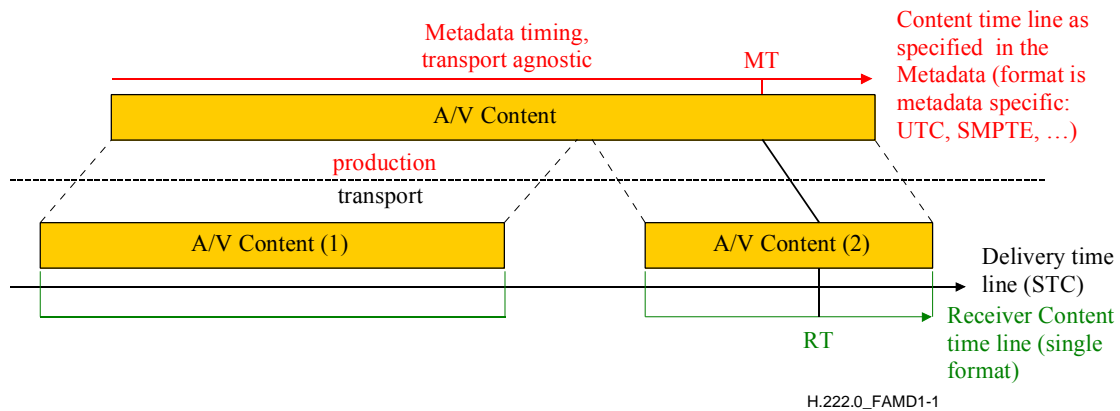 Metadata timing,
transport agnostic
MT
Content time line as
specified in the
Metadata (format is
metadata specific:
UTC, SMPTE, …)
A/V Content
production
transport
A/V Content (1)
A/V Content (2)
Delivery time
line (STC)
RT
Receiver Content
time line (single
format)
H.222.0_FAMD1-1